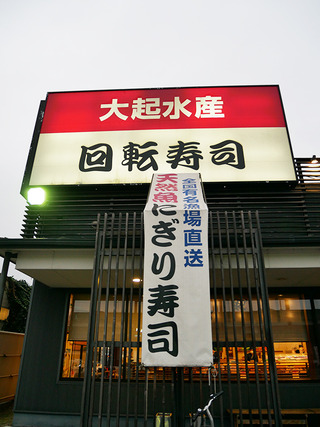 大起水産
回転寿司
全国有名漁場直送
天然魚にぎり寿司